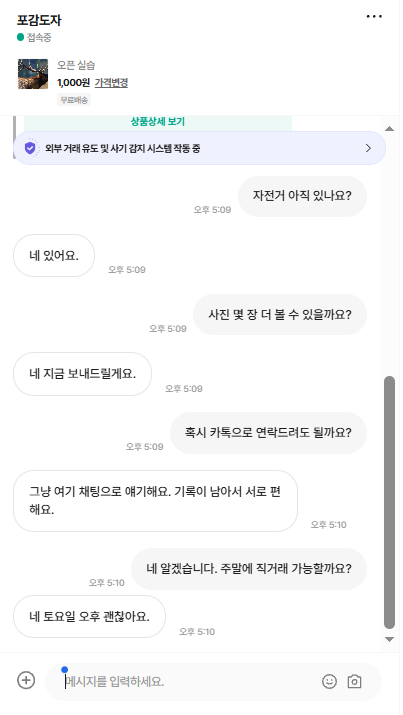 포감도자
접속중
오픈 실습
1,000원 가격변경
무료배송
상품상세 보기
외부 거래 유도 및 사기 감지 시스템 작동 중
자전거 아직 있나요?
오후 5:09
네 있어요.
오후 5:09
사진 몇 장 더 볼 수 있을까요?
오후 5:09
네 지금 보내드릴게요.
오후 5:09
혹시 카톡으로 연락드려도 될까요?
오후 5:09
그냥 여기 채팅으로 얘기해요. 기록이 남아서 서로 편
해요.
오후 5:10
네 알겠습니다. 주말에 직거래 가능할까요?
오후 5:10
네 토요일 오후 괜찮아요.
오후 5:10
메시지를 입력하세요.